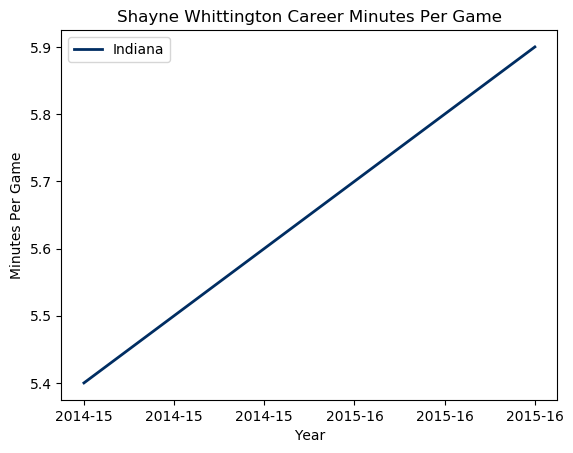 Shayne Whittington Career Minutes Per Game
Indiana
5.9
5.8
5.7
5.6
5.5
5.4
Minutes Per Game
2014-15 2014-15 2014-15 2015-16 2015-16 2015-16
Year